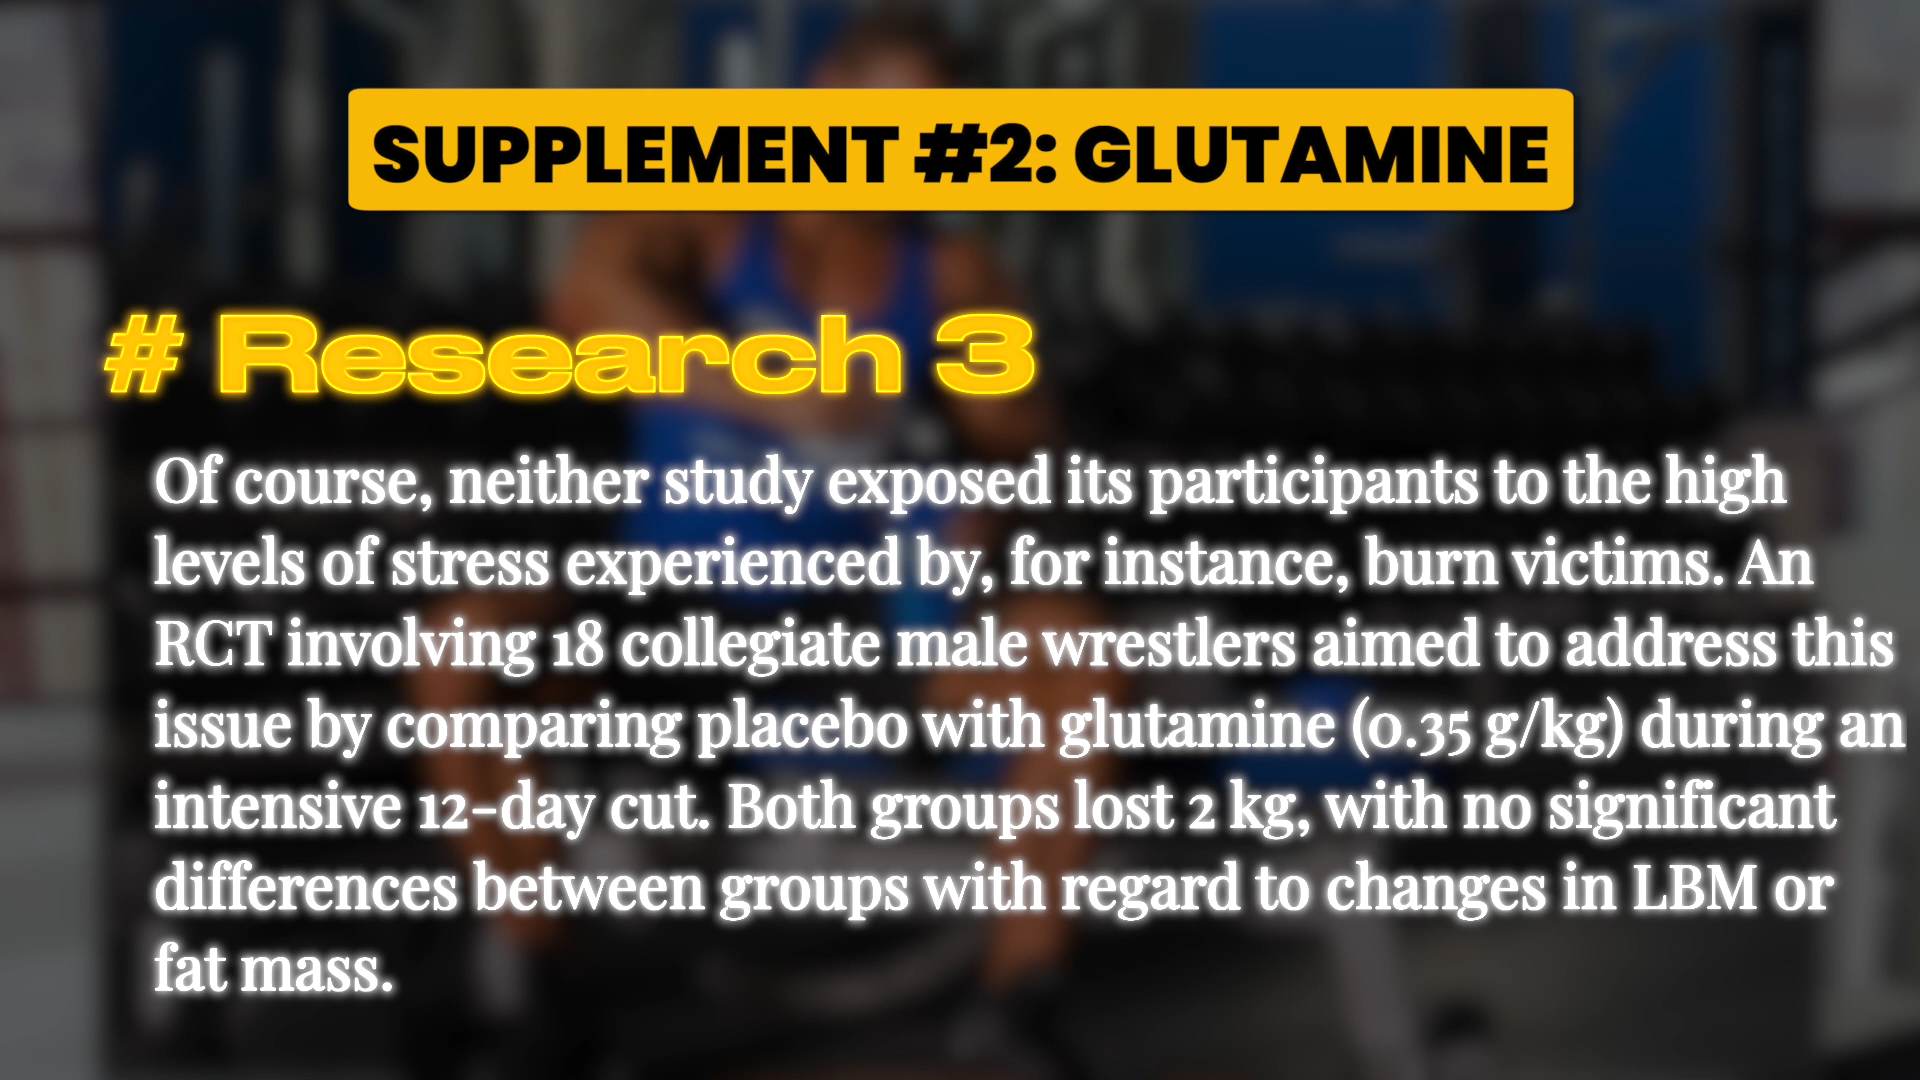 SUPPLEMENT #2: GLUTAMINE
# Research 3
Of course, neither study exposed its participants to the high
levels of stress experienced by, for instance, burn victims. An
RCT involving 18 collegiate male wrestlers aimed to address this
issue by comparing placebo with glutamine (0.35 g/kg) during an
intensive 12-day cut. Both groups lost 2 kg, with no significant
differences between groups with regard to changes in LBM or
fat mass.